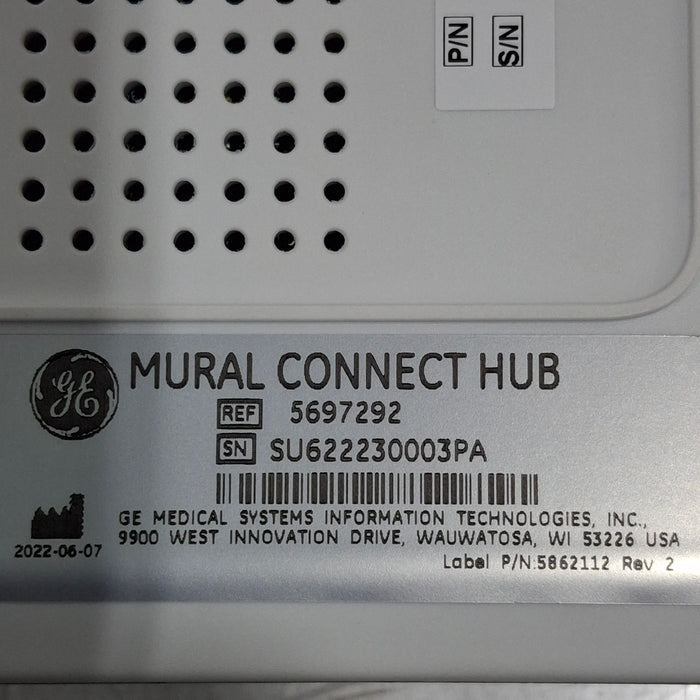 P/N
S/N
GE
MURAL CONNECT HUB
REF 5697292
SN SU622230003PA
GE MEDICAL SYSTEMS INFORMATION TECHNOLOGIES, INC.,
9900 WEST INNOVATION DRIVE, WAUWATOSA, WI 53226 USA
2022-06-07
Label P/N:5862112 Rev 2